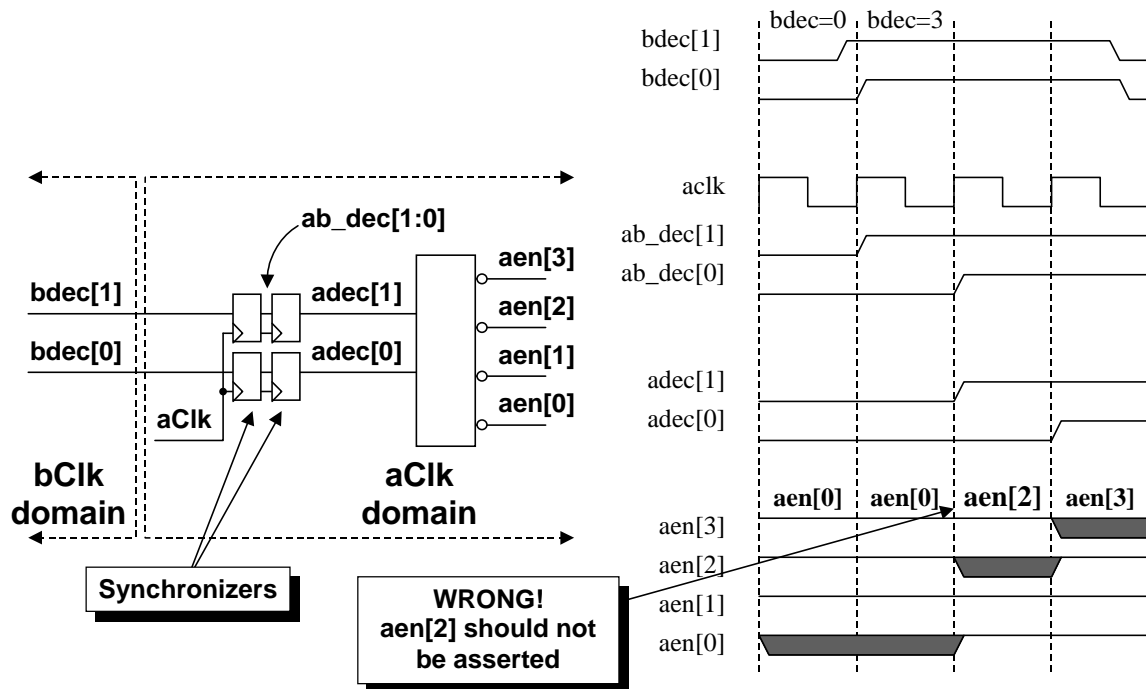 bdec=0 bdec=3
bdec[1]
bdec[0]
aclk
ab_dec[1]
ab_dec[0]
adec[1]
adec[0]
aen[0] aen[0] aen[2] aen[3]
aen[3]
aen[2]
aen[1]
aen[0]
ab_dec[1:0]
bdec[1]
adec[1]
bdec[0]
adec[0]
aen[3]
aen[2]
aen[1]
aen[0]
aClk
bClk
domain
aClk
domain
Synchronizers
WRONG!
aen[2] should not
be asserted